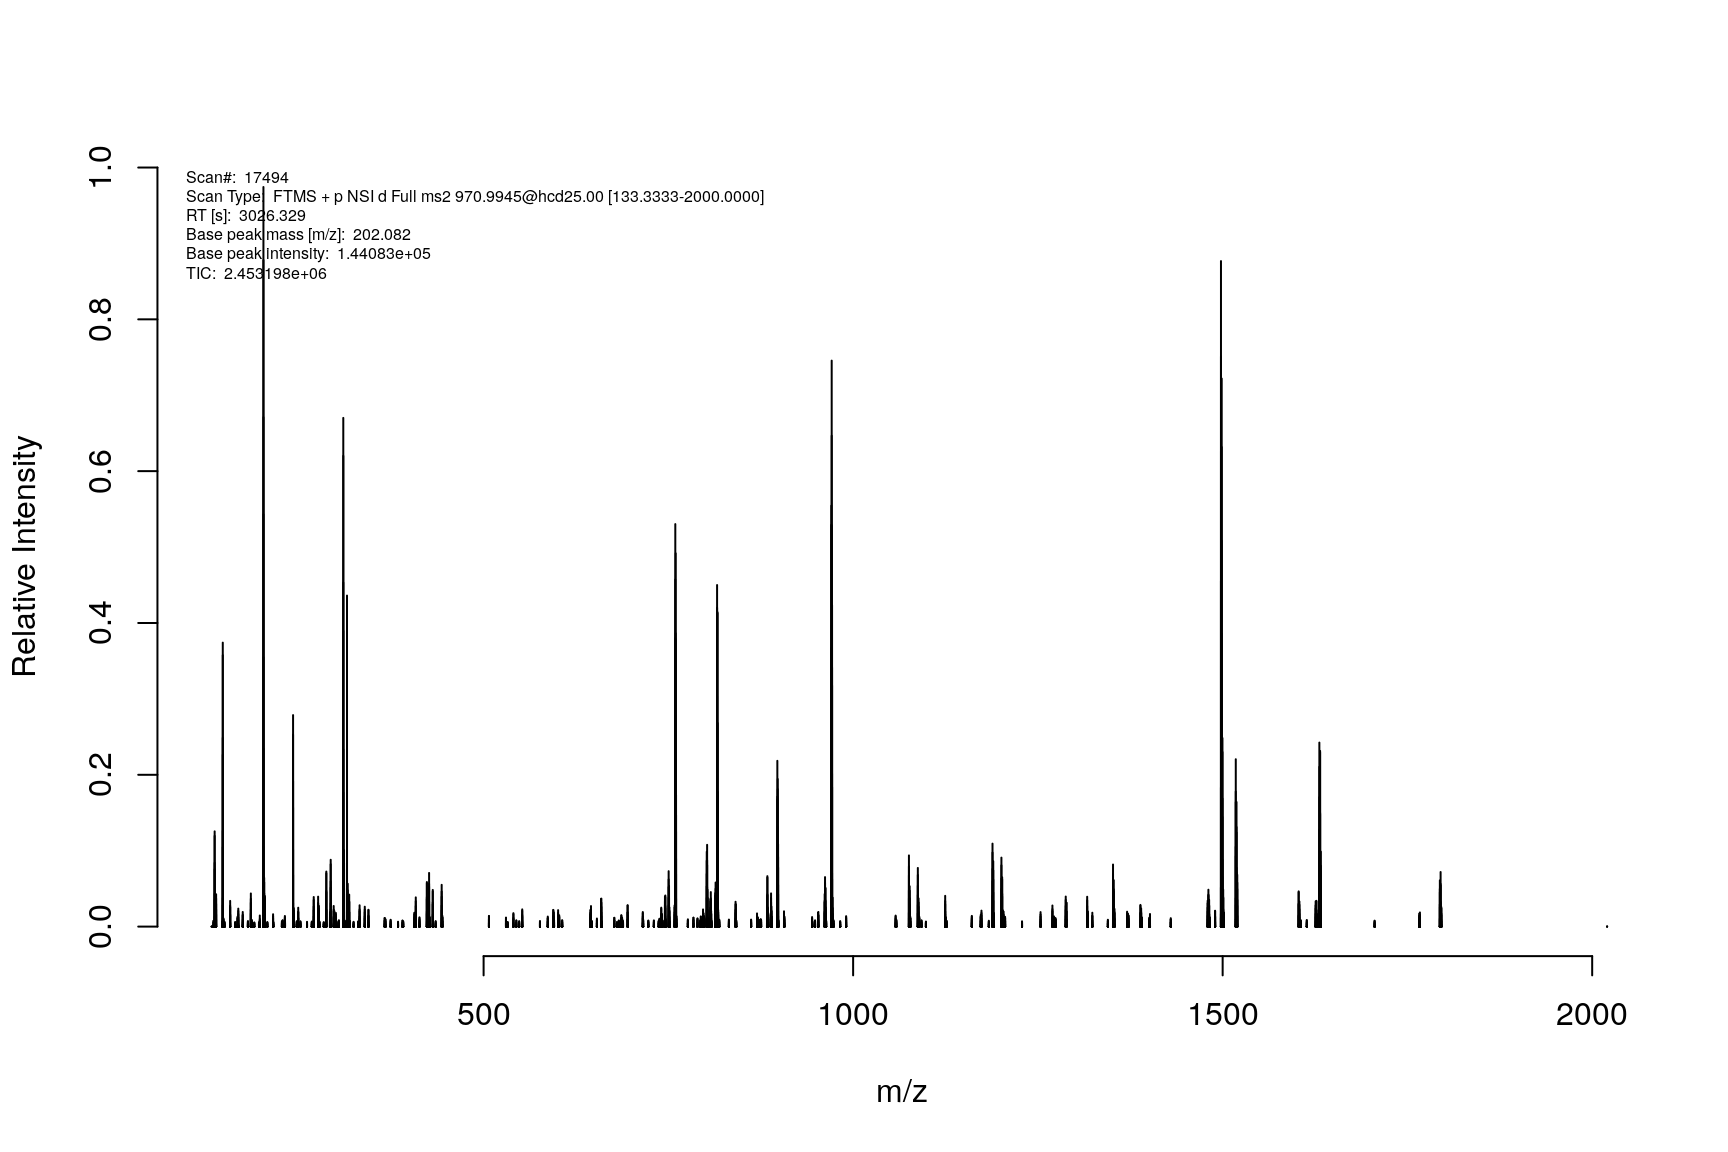 Scan#: 17494
Scan Type: FTMS + p NSI d Full ms2 970.9945@hcd25.00 [133.3333-2000.0000]
RT [s]: 3026.329
Base peak mass [m/z]: 202.082
Base peak intensity: 1.44083e+05
TIC: 2.453198e+06
1.0
0.8
0.6
0.4
0.2
0.0
Relative Intensity
500 1000 1500 2000
m/z